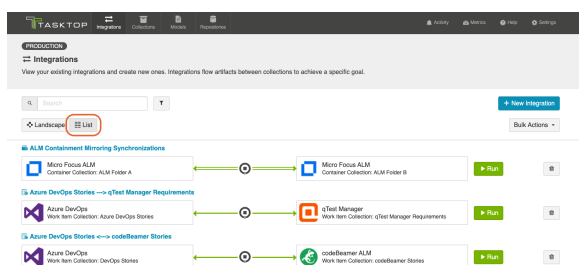 TASKTOP
Integrations
Collections
Models
Repositories
Activity
Metrics
Help
Settings
PRODUCTION
Integrations
View your existing integrations and create new ones. Integrations flow artifacts between collections to achieve a specific goal.
Search
+ New Integration
Landscape
List
Bulk Actions
ALM Containment Mirroring Synchronizations
Micro Focus ALM
Container Collection: ALM Folder A
Micro Focus ALM
Container Collection: ALM Folder B
Run
Azure DevOps Stories ---> qTest Manager Requirements
Azure DevOps
Work Item Collection: Azure DevOps Stories
qTest Manager
Work Item Collection: qTest Manager Requirements
Run
Azure DevOps Stories <---> codeBeamer Stories
Azure DevOps
Work Item Collection: DevOps Stories
codeBeamer ALM
Work Item Collection: codeBeamer Stories
Run